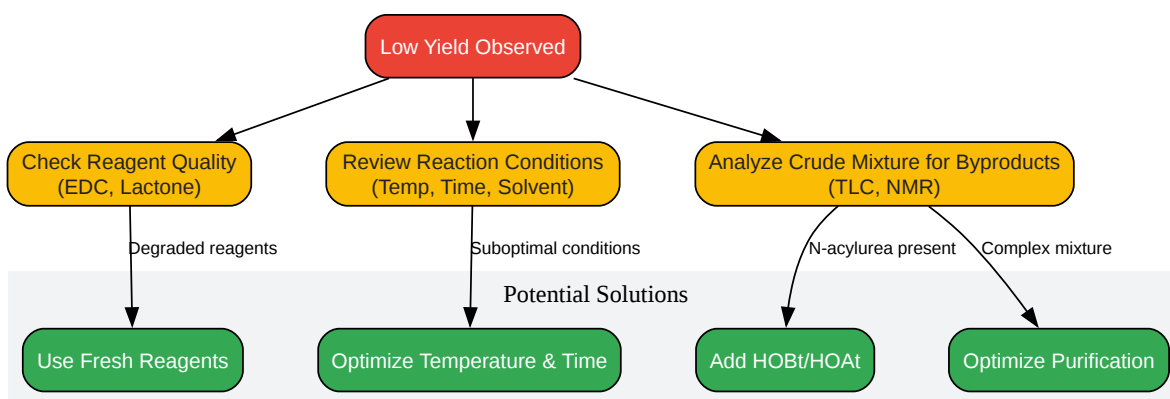 Low Yield Observed
Check Reagent Quality
(EDC, Lactone)
Review Reaction Conditions
(Temp, Time, Solvent)
Analyze Crude Mixture for Byproducts
(TLC, NMR)
Degraded reagents
Suboptimal conditions
N-acylurea present
Complex mixture
Potential Solutions
Use Fresh Reagents
Optimize Temperature & Time
Add HOBt/HOAt
Optimize Purification